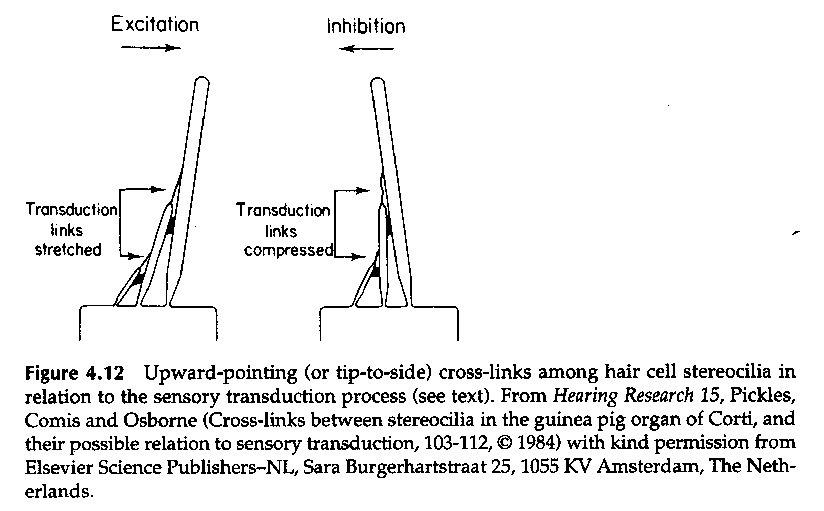 Excitation
Inhibition
Transduction
links
stretched
Transduction
links
compressed
Figure 4.12 Upward-pointing (or tip-to-side) cross-links among hair cell stereocilia in
relation to the sensory transduction process (see text). From Hearing Research 15, Pickles,
Comis and Osborne (Cross-links between stereocilia in the guinea pig organ of Corti, and
their possible relation to sensory transduction, 103-112, © 1984) with kind permission from
Elsevier Science Publishers–NL, Sara Burgerhartstraat 25, 1055 KV Amsterdam, The Neth-
erlands.